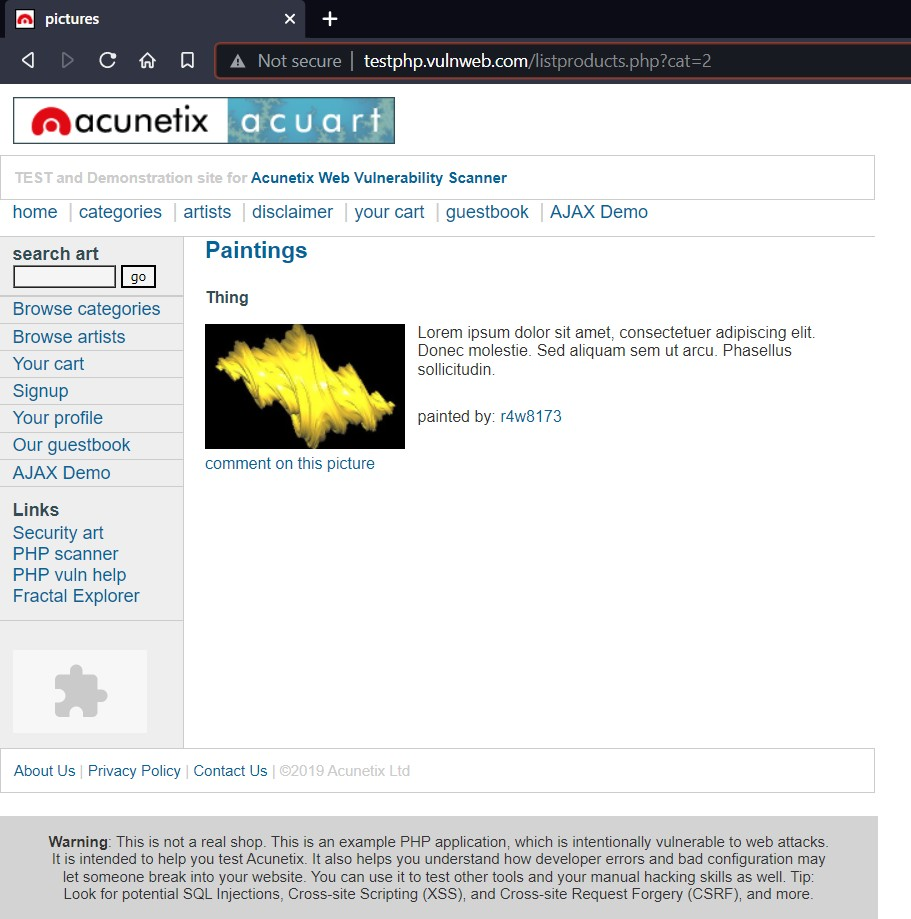 pictures
Not secure | testphp.vulnweb.com/listproducts.php?cat=2
acunetix acuart
TEST and Demonstration site for Acunetix Web Vulnerability Scanner
home | categories | artists | disclaimer | your cart | guestbook | AJAX Demo
search art
go
Browse categories
Browse artists
Your cart
Signup
Your profile
Our guestbook
AJAX Demo
Links
Security art
PHP scanner
PHP vuln help
Fractal Explorer
Paintings
Thing
Lorem ipsum dolor sit amet, consectetuer adipiscing elit.
Donec molestie. Sed aliquam sem ut arcu. Phasellus
sollicitudin.
painted by: r4w8173
comment on this picture
About Us | Privacy Policy | Contact Us | ©2019 Acunetix Ltd
Warning: This is not a real shop. This is an example PHP application, which is intentionally vulnerable to web attacks.
It is intended to help you test Acunetix. It also helps you understand how developer errors and bad configuration may
let someone break into your website. You can use it to test other tools and your manual hacking skills as well. Tip:
Look for potential SQL Injections, Cross-site Scripting (XSS), and Cross-site Request Forgery (CSRF), and more.